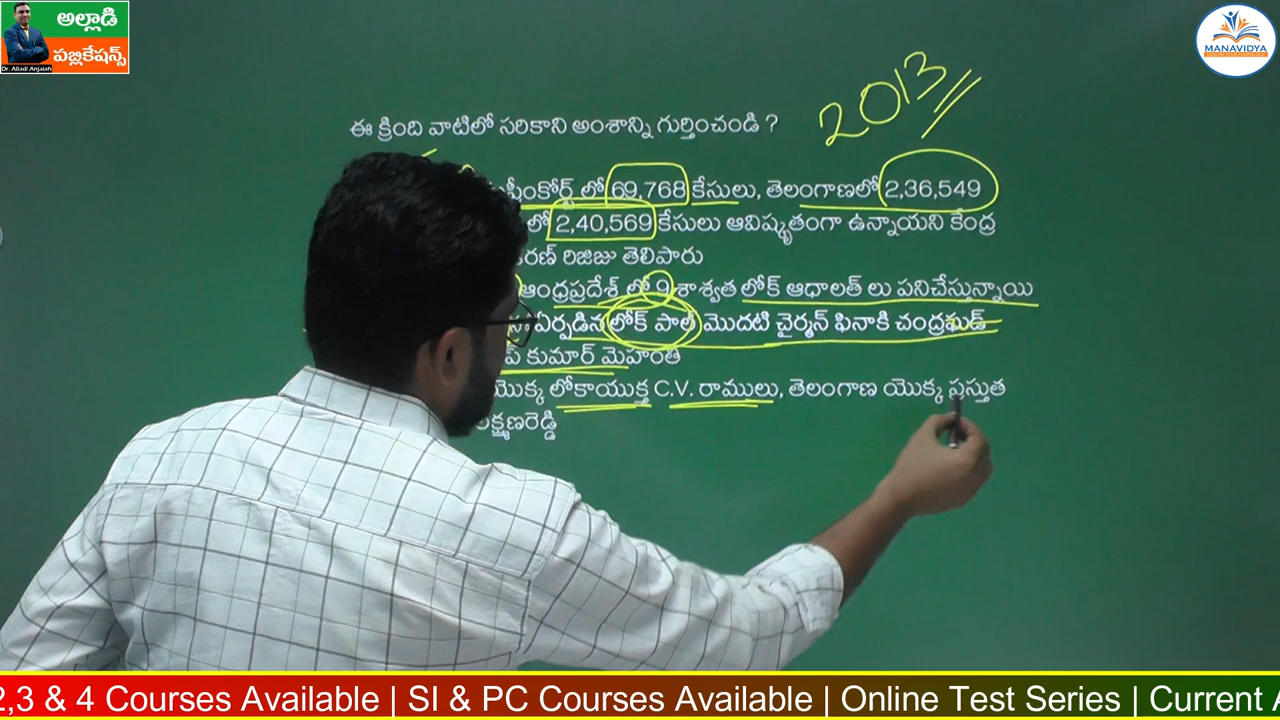 అల్లాడి
పబ్లికేషన్స్
Dr. Alladi Anjaiah
MANAVIDYA
2013
ఈ క్రింది వాటిలో సరికాని అంశాన్ని గుర్తించండి ?
లో 69,768 కేసులు, తెలంగాణలో 2,36,549
లో 2,40,569 కేసులు ఆవిష్కృతంగా ఉన్నాయని కేంద్ర
కిరణ్ రిజిజు తెలిపారు
ఆంధ్రప్రదేశ్ లో 9 శాశ్వత లోక్ ఆధాలత్ లు పనిచేస్తున్నాయి
ఏర్పడిన లోక్ పాల్ మొదటి చైర్మన్ ఫినాకి చంద్రఘడ్
కుమార్ మెహంతి
యొక్క లోకాయుక్త C.V. రాములు, తెలంగాణ యొక్క ప్రస్తుత
లక్ష్మణరెడ్డి
2,3 & 4 Courses Available | SI & PC Courses Available | Online Test Series | Current